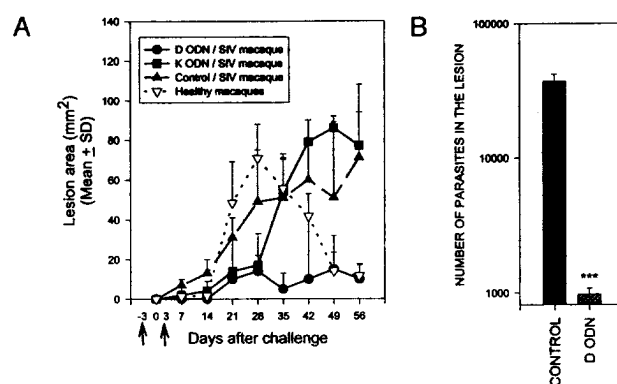 A
D ODN / SIV macaque
K ODN / SIV macaque
Control / SIV macaque
Healthy macaques
Lesion area (mm²)
(Mean ± SD)
140
120
100
80
60
40
20
0
-3 0 3 7 14 21 28 35 42 49 56
Days after challenge
B
NUMBER OF PARASITES IN THE LESION
100000
10000
1000
***
CONTROL
D ODN